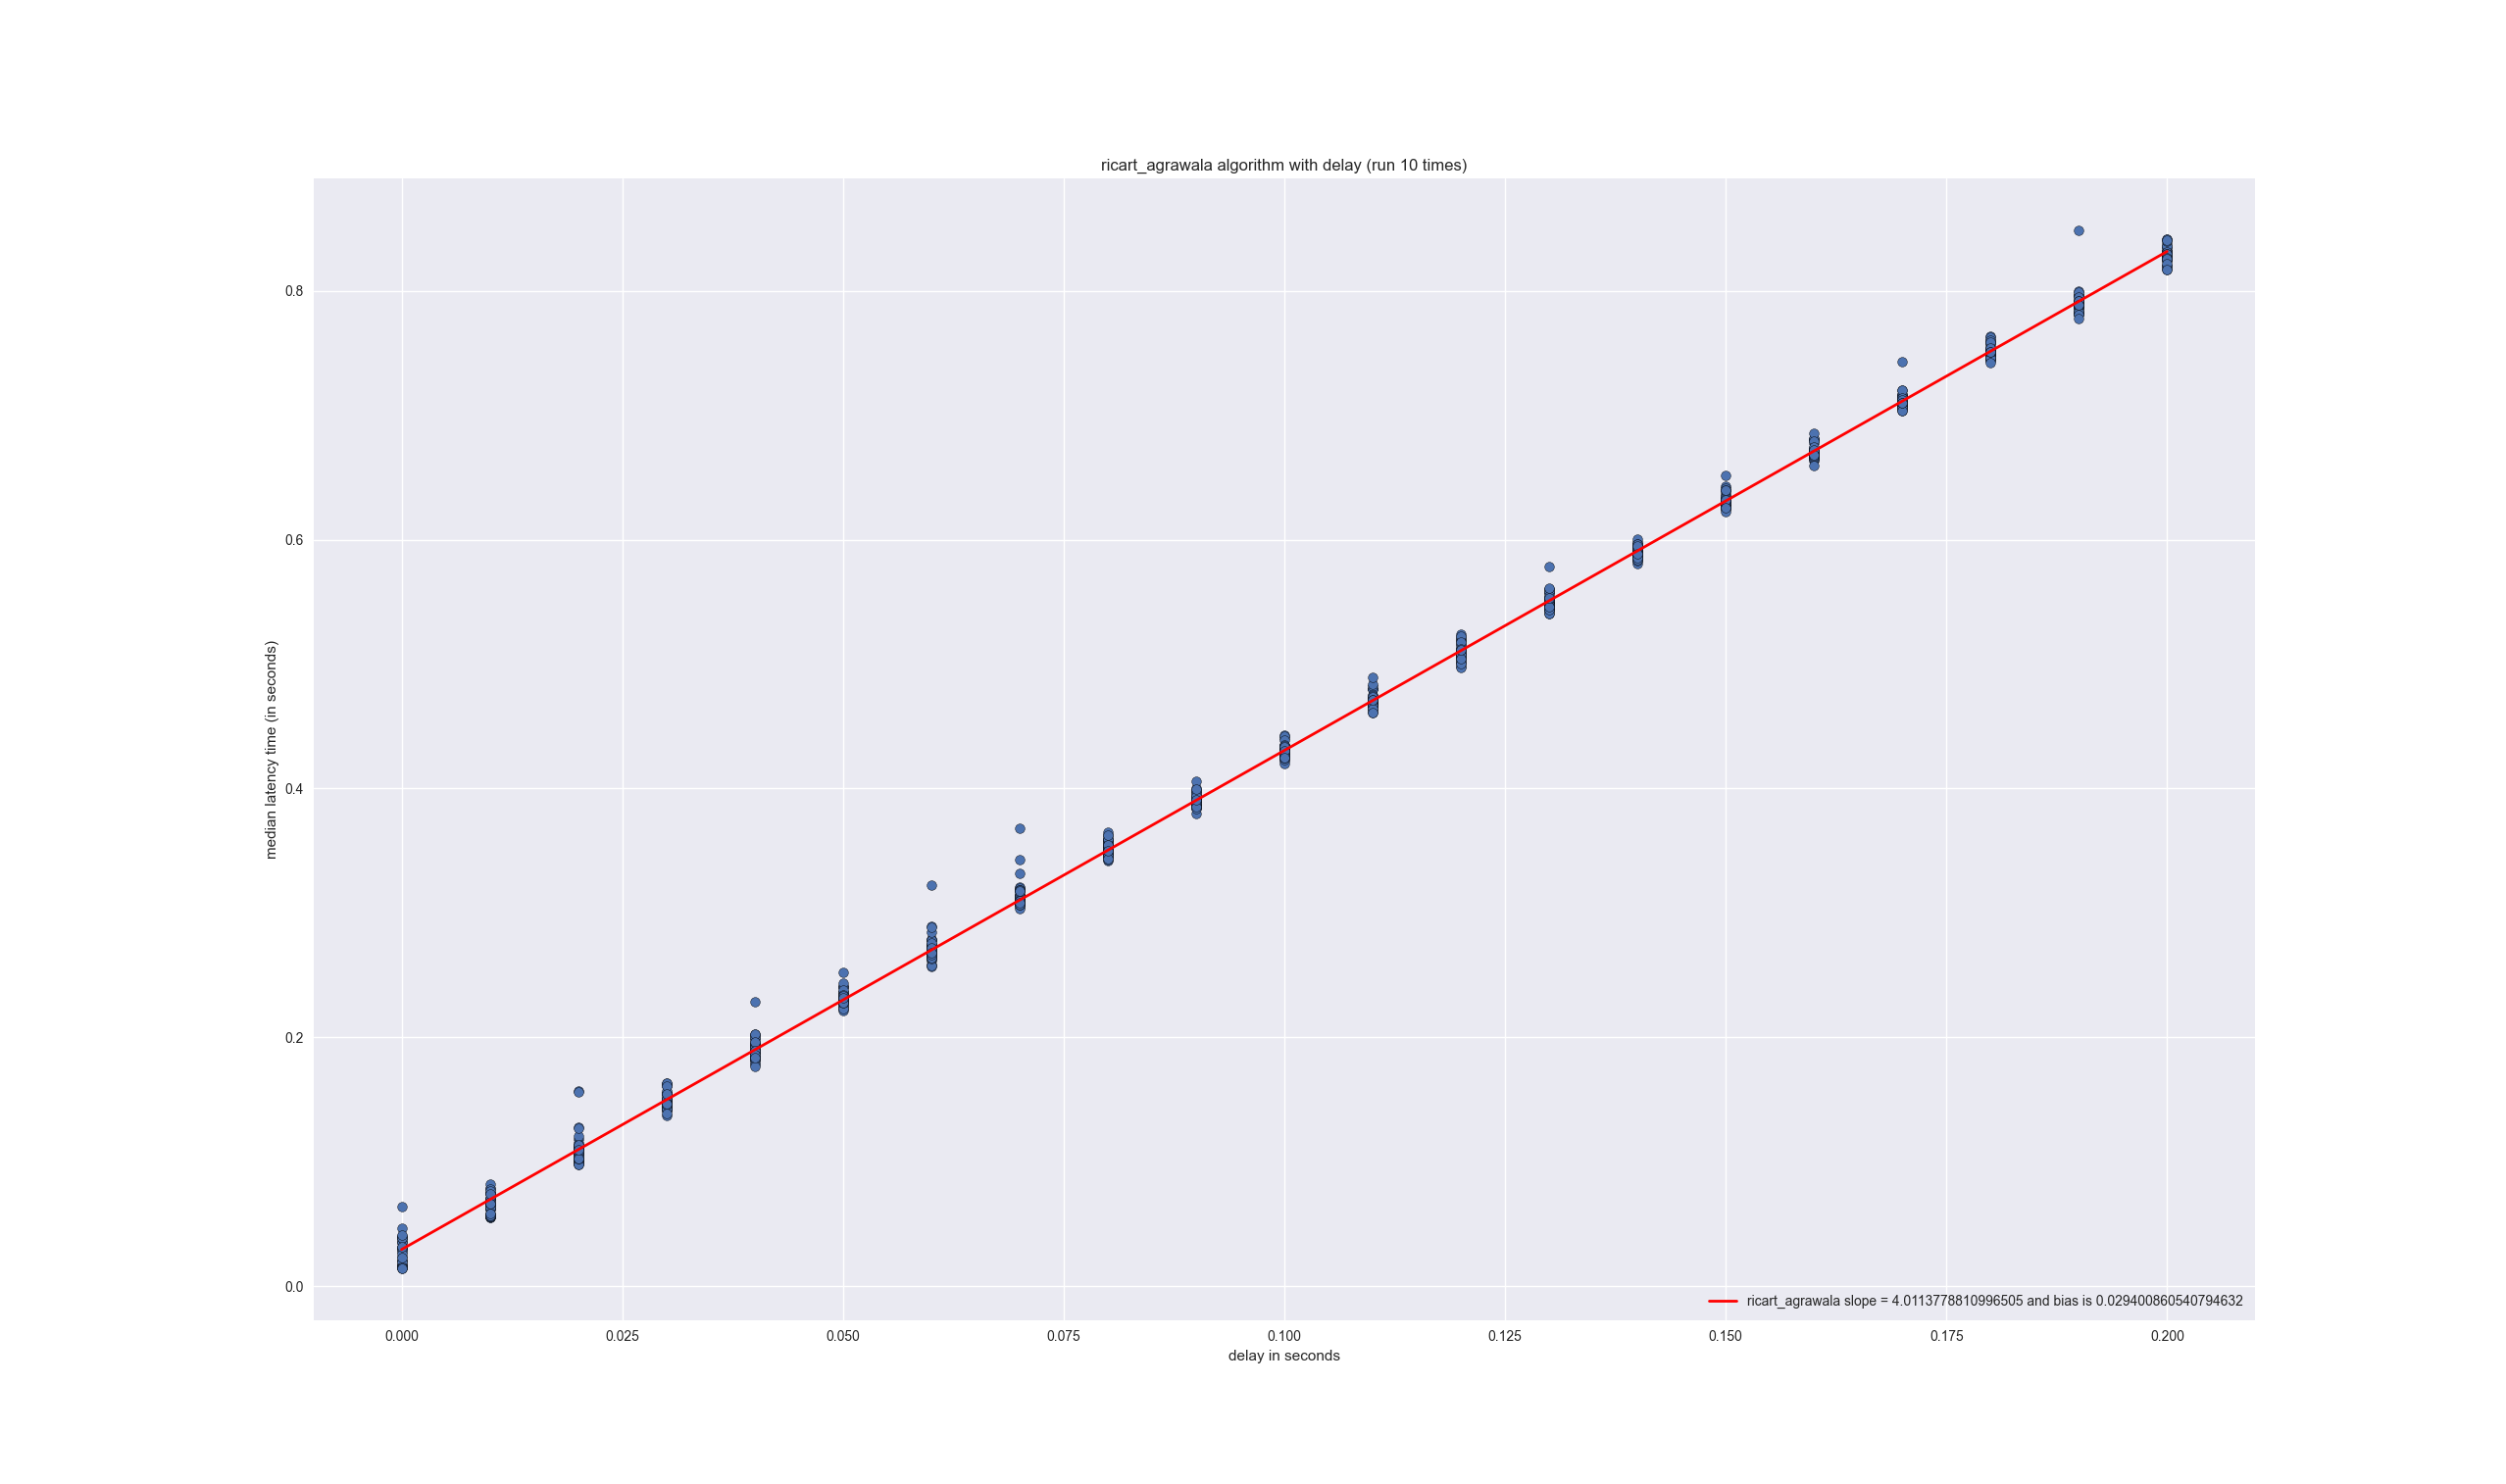 ricart_agrawala algorithm with delay (run 10 times)
median latency time (in seconds)
0.8
0.6
0.4
0.2
0.0
ricart_agrawala slope = 4.0113778810996505 and bias is 0.029400860540794632
0.000 0.025 0.050 0.075 0.100 0.125 0.150 0.175 0.200
delay in seconds